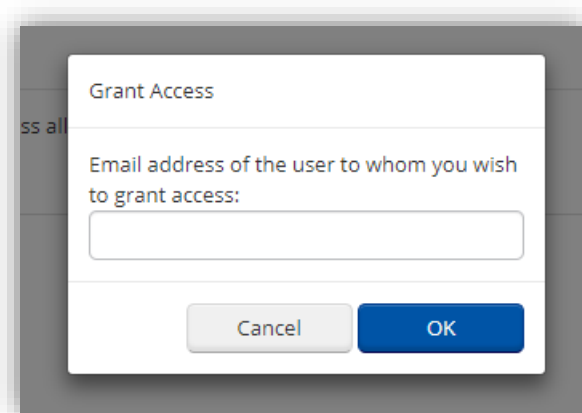 Grant Access
ss all
Email address of the user to whom you wish
to grant access:
Cancel
OK